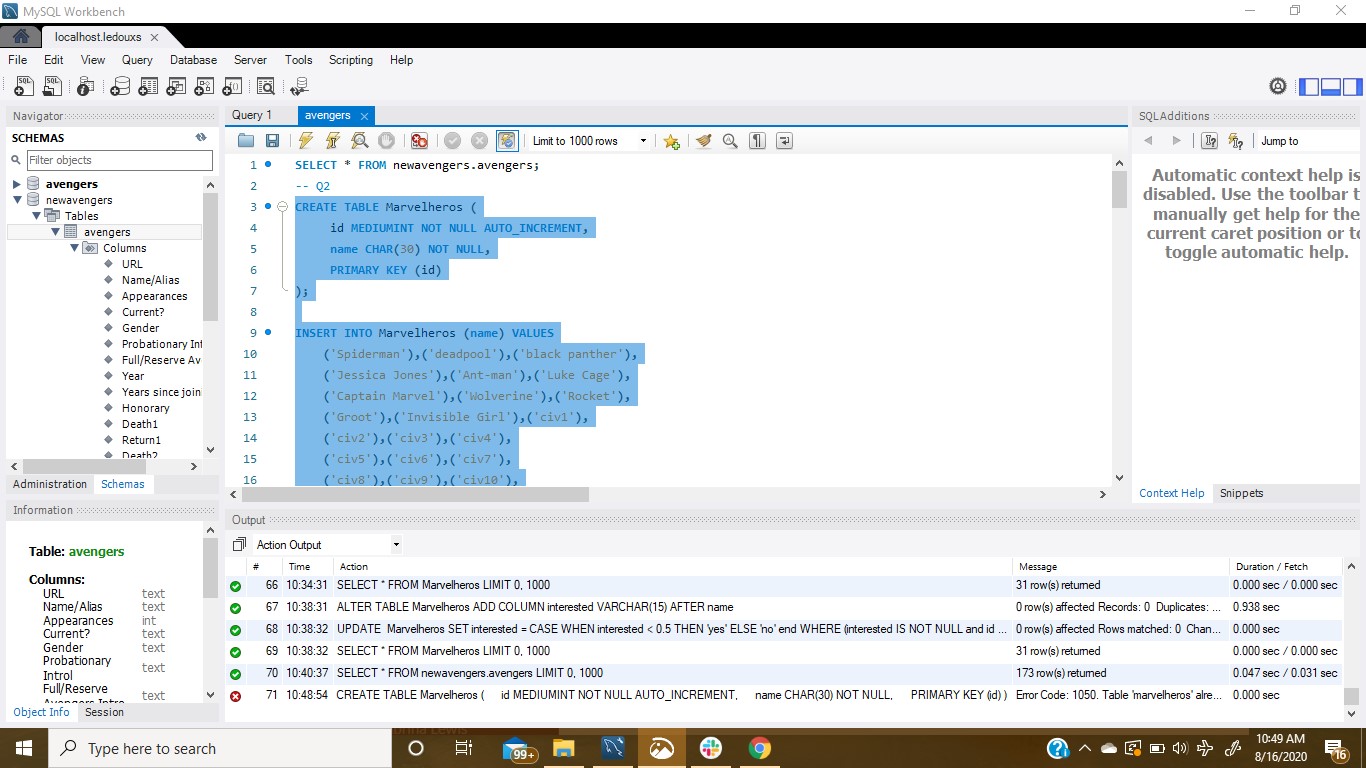 MySQL Workbench
localhost.ledouxs
File Edit View Query Database Server Tools Scripting Help
Navigator
SCHEMAS
Filter objects
avengers
newavengers
Tables
avengers
Columns
URL
Name/Alias
Appearances
Current?
Gender
Probationary Int
Full/Reserve Av
Year
Years since join
Honorary
Death1
Return1
Death2
Administration Schemas
Information
Table: avengers
Columns:
URL text
Name/Alias text
Appearances int
Current? text
Gender text
Probationary
Introl text
Full/Reserve
Avengers Intro text
Object Info Session
Query 1 avengers
Limit to 1000 rows
1 SELECT * FROM newavengers.avengers;
2 -- Q2
3 CREATE TABLE Marvelheros (
4 id MEDIUMINT NOT NULL AUTO_INCREMENT,
5 name CHAR(30) NOT NULL,
6 PRIMARY KEY (id)
7 );
8
9 INSERT INTO Marvelheros (name) VALUES
10 ('Spiderman'),('deadpool'),('black panther'),
11 ('Jessica Jones'),('Ant-man'),('Luke Cage'),
12 ('Captain Marvel'),('Wolverine'),('Rocket'),
13 ('Groot'),('Invisible Girl'),('civ1'),
14 ('civ2'),('civ3'),('civ4'),
15 ('civ5'),('civ6'),('civ7'),
16 ('civ8'),('civ9'),('civ10'),
SQLAdditions
Jump to
Automatic context help is
disabled. Use the toolbar t
manually get help for the
current caret position or to
toggle automatic help.
Context Help Snippets
Output
Action Output
# Time Action Message Duration / Fetch
66 10:34:31 SELECT * FROM Marvelheros LIMIT 0, 1000 31 row(s) returned 0.000 sec / 0.000 sec
67 10:38:31 ALTER TABLE Marvelheros ADD COLUMN interested VARCHAR(15) AFTER name 0 row(s) affected Records: 0 Duplicates: ... 0.938 sec
68 10:38:32 UPDATE Marvelheros SET interested = CASE WHEN interested < 0.5 THEN 'yes' ELSE 'no' end WHERE (interested IS NOT NULL and id ... 0 row(s) affected Rows matched: 0 Chan... 0.000 sec
69 10:38:32 SELECT * FROM Marvelheros LIMIT 0, 1000 31 row(s) returned 0.000 sec / 0.000 sec
70 10:40:37 SELECT * FROM newavengers.avengers LIMIT 0, 1000 173 row(s) returned 0.047 sec / 0.031 sec
71 10:48:54 CREATE TABLE Marvelheros ( id MEDIUMINT NOT NULL AUTO_INCREMENT, name CHAR(30) NOT NULL, PRIMARY KEY (id) ) Error Code: 1050. Table 'marvelheros' alre... 0.000 sec
Type here to search
99+
10:49 AM
8/16/2020
16